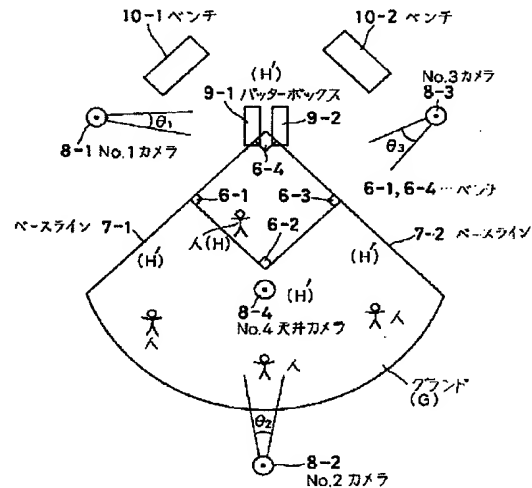 10-1 ベンチ
10-2 ベンチ
(H')
No.3 カメラ
9-1 バッターボックス
8-3
9-2
θ1
θ3
8-1 No.1 カメラ
6-4
6-1, 6-4 … ベンチ
6-1
6-3
ベースライン 7-1
人(H)
6-2
7-2 ベースライン
(H')
(H')
(H')
8-4
No.4 天井カメラ
人
人
人
グランド
(G)
θ2
8-2
No.2 カメラ